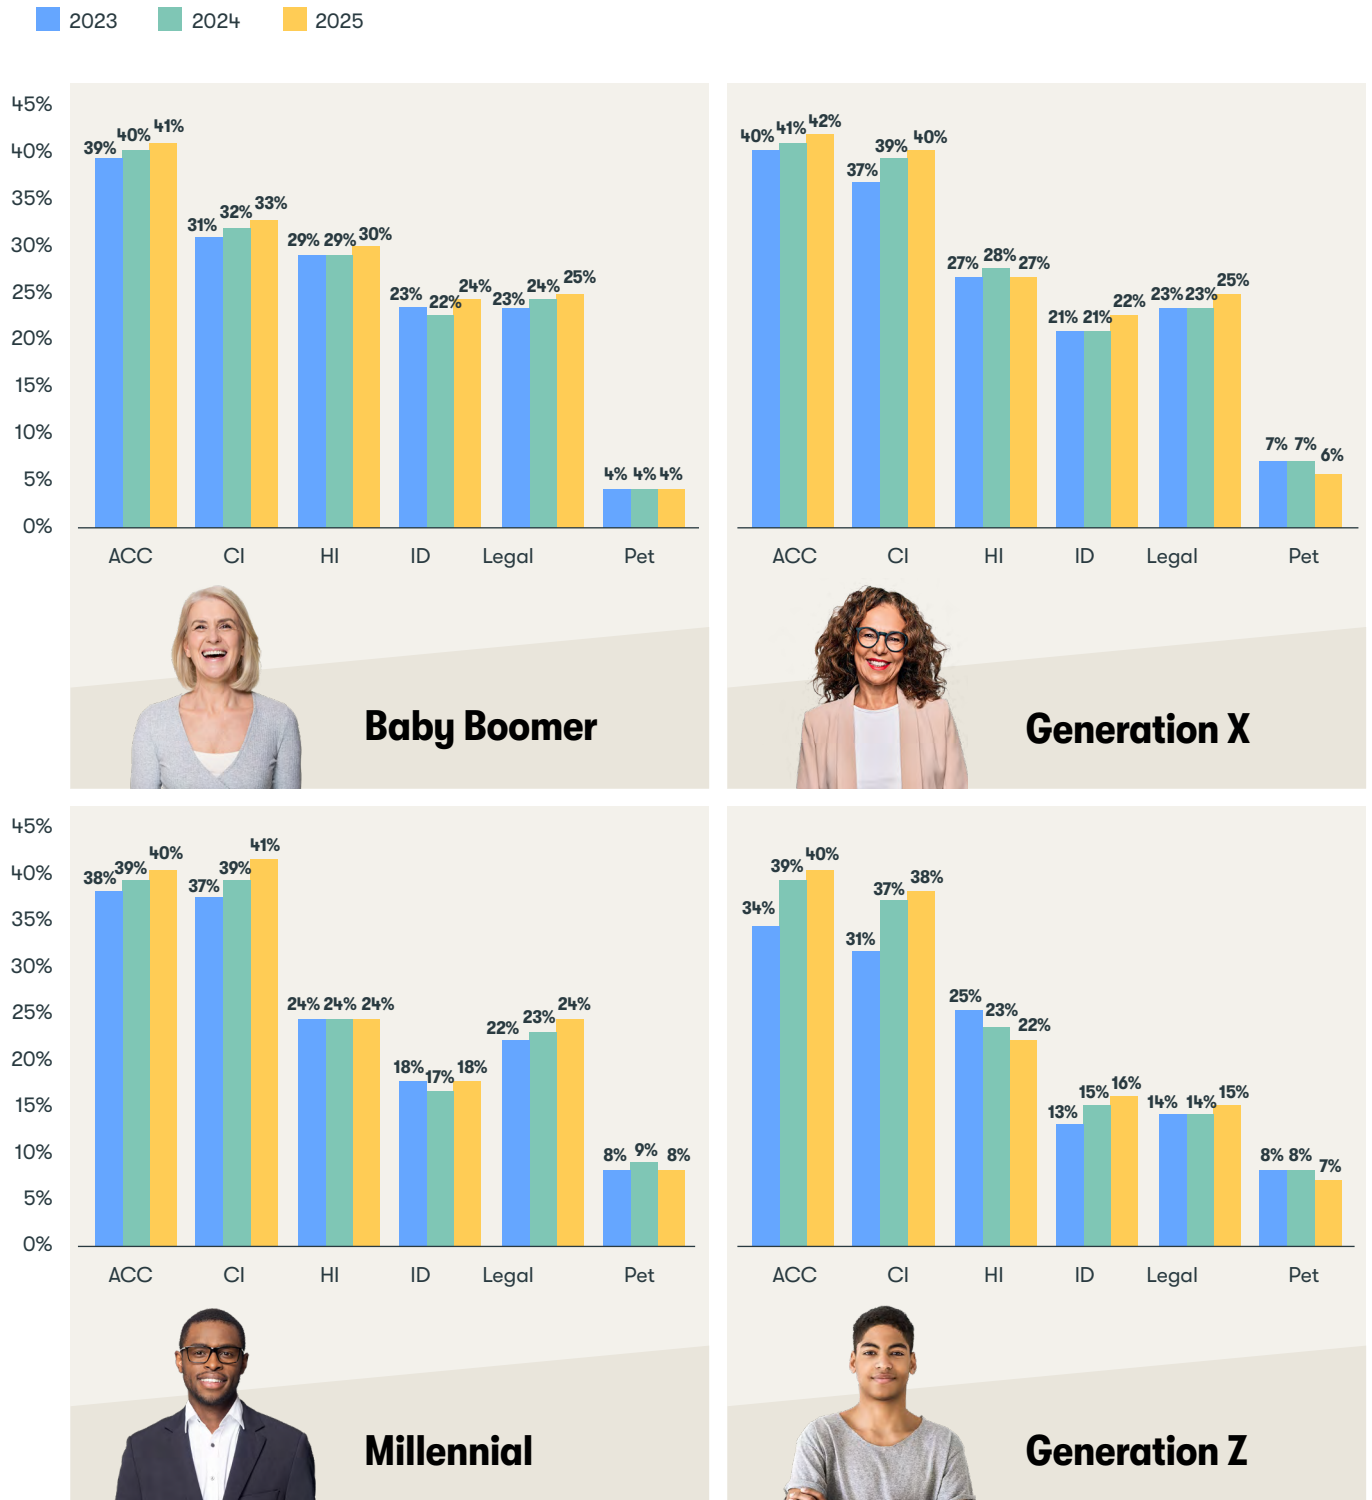 2023 2024 2025
45%
40%
35%
30%
25%
20%
15%
10%
5%
0%
39% 40% 41%
31% 32% 33%
29% 29% 30%
23% 22% 24%
23% 24% 25%
4% 4% 4%
ACC CI HI ID Legal Pet
Baby Boomer
40% 41% 42%
37% 39% 40%
27% 28% 27%
21% 21% 22%
23% 23% 25%
7% 7% 6%
ACC CI HI ID Legal Pet
Generation X
45%
40%
35%
30%
25%
20%
15%
10%
5%
0%
38% 39% 40%
37% 39% 41%
24% 24% 24%
18% 17% 18%
22% 23% 24%
8% 9% 8%
ACC CI HI ID Legal Pet
Millennial
34% 39% 40%
31% 37% 38%
25% 23% 22%
13% 15% 16%
14% 14% 15%
8% 8% 7%
ACC CI HI ID Legal Pet
Generation Z